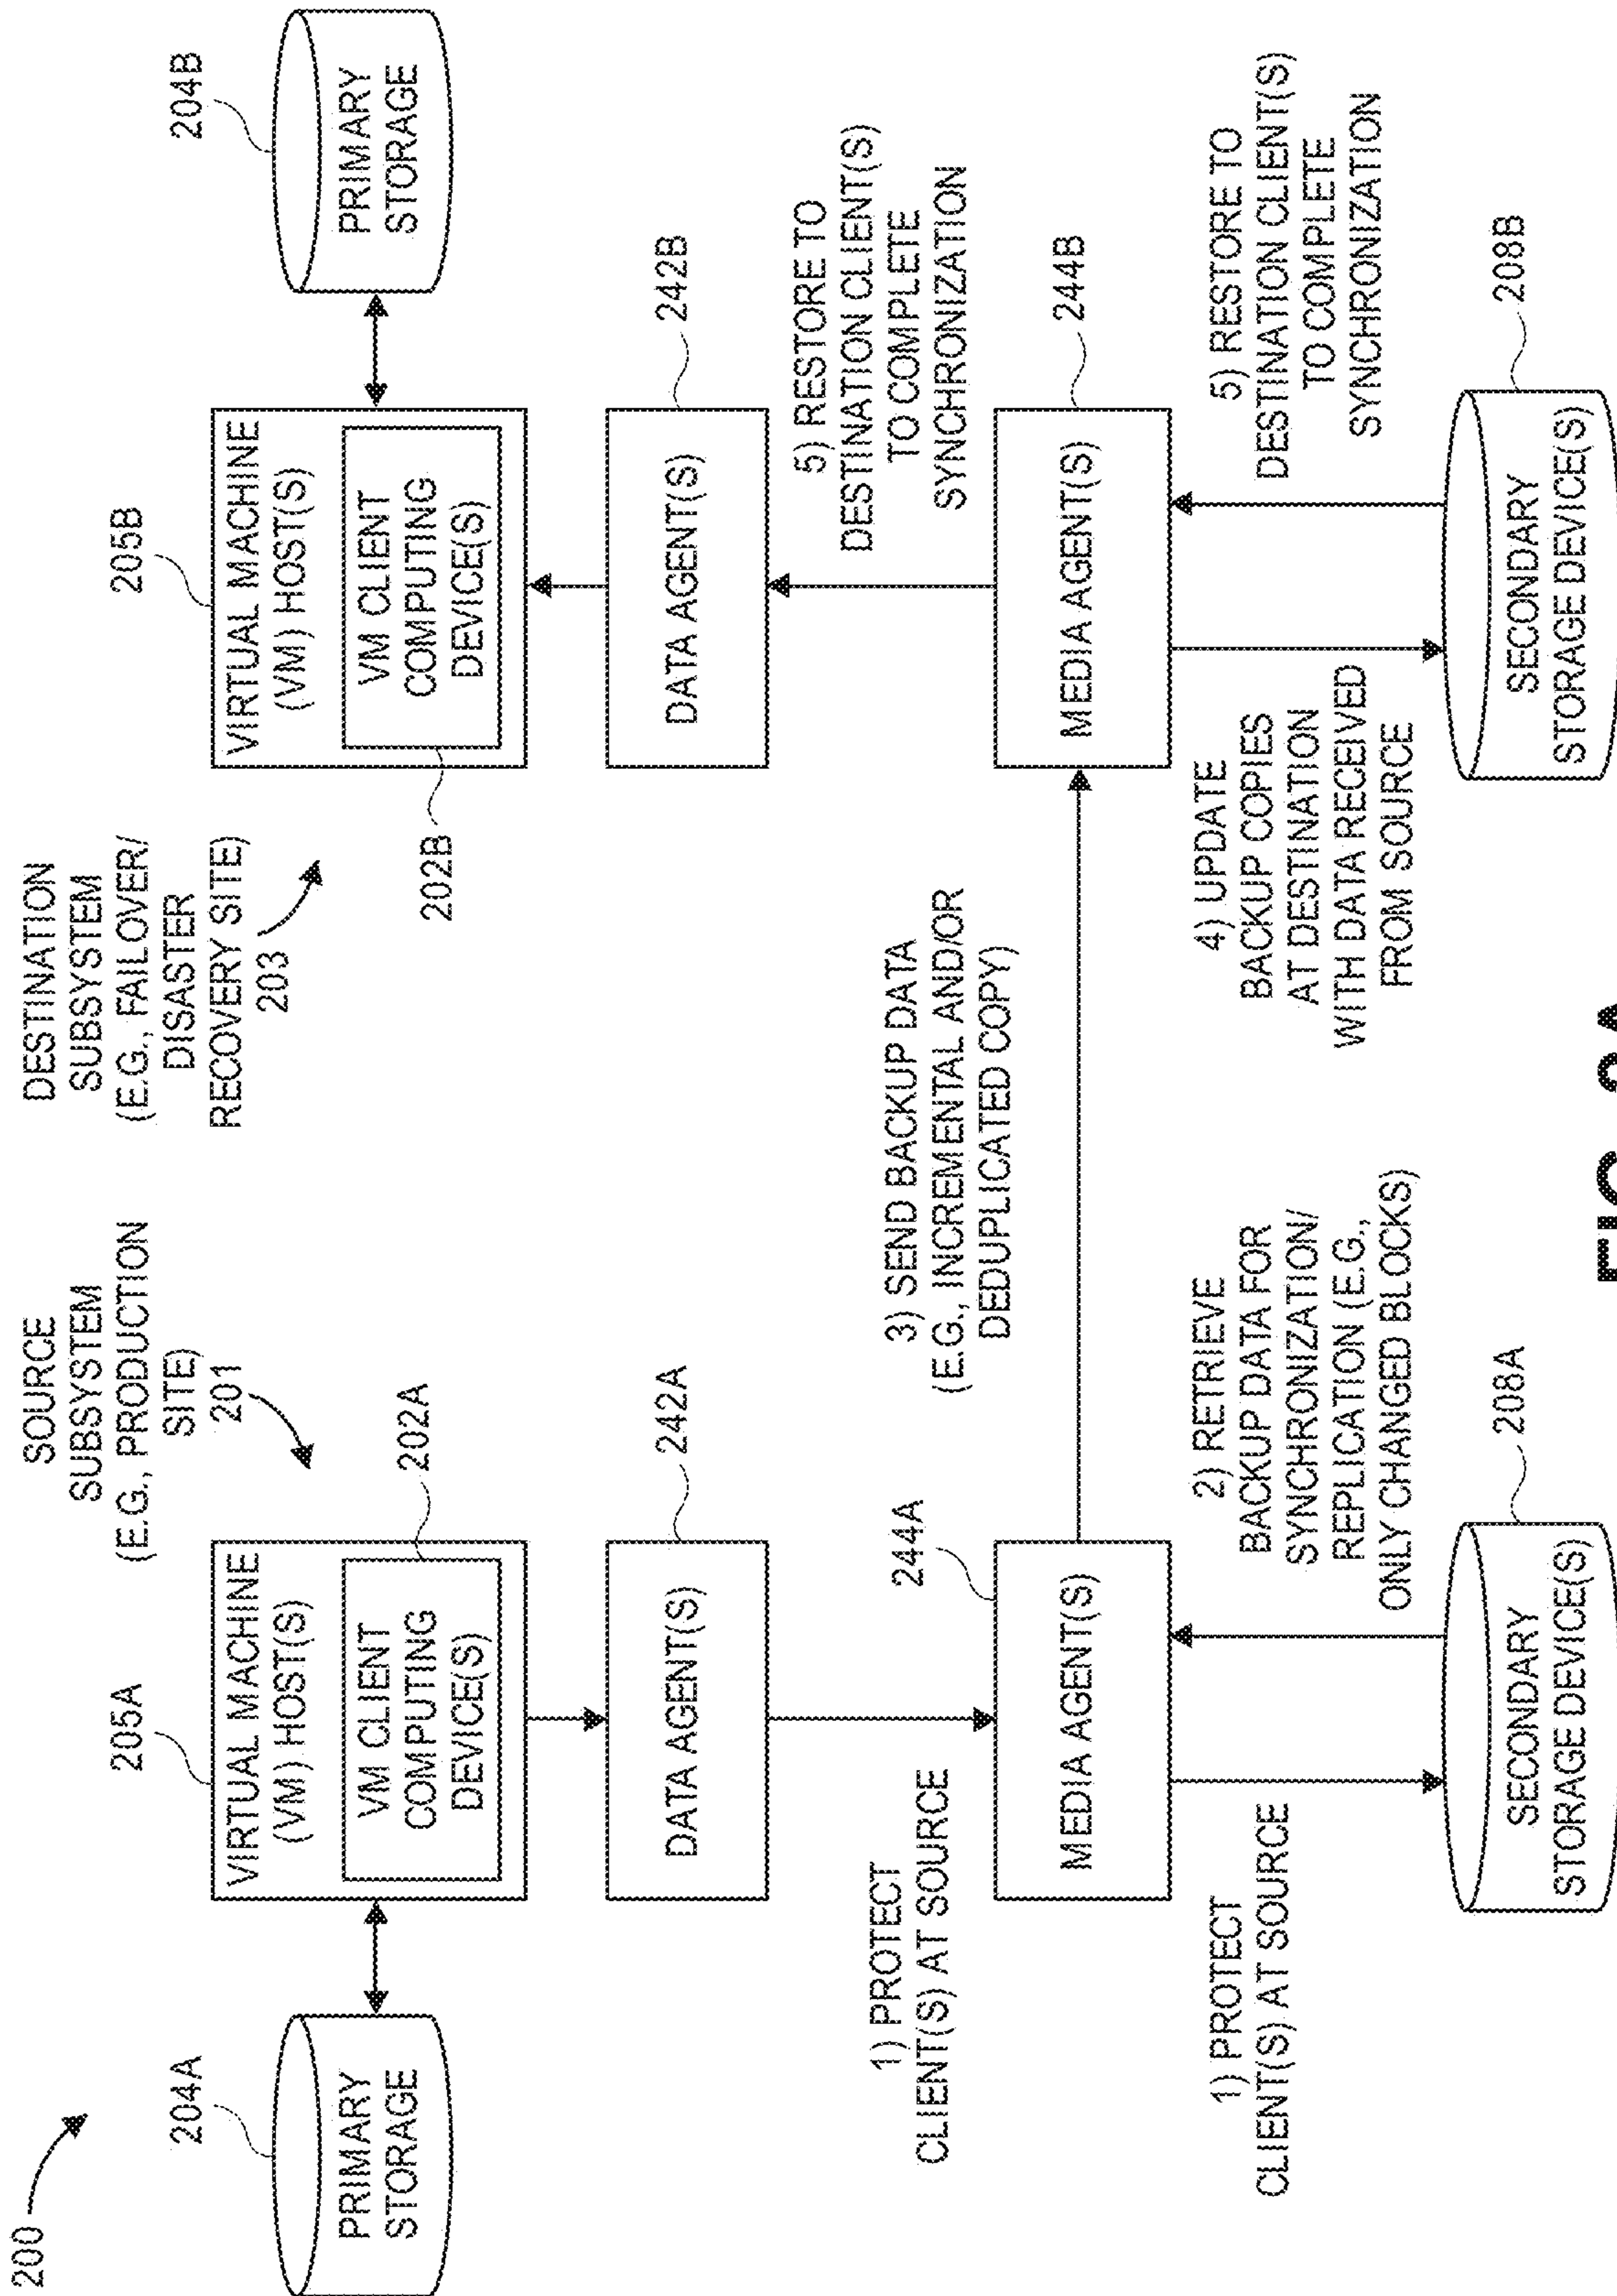 200
204A
PRIMARY
STORAGE
205A
VIRTUAL MACHINE
(VM) HOST(S)
VM CLIENT
COMPUTING
DEVICE(S)
202A
SOURCE
SUBSYSTEM
(E.G., PRODUCTION
SITE)
201
DESTINATION
SUBSYSTEM
(E.G., FAILOVER/
DISASTER
RECOVERY SITE)
203
205B
VIRTUAL MACHINE
(VM) HOST(S)
VM CLIENT
COMPUTING
DEVICE(S)
202B
204B
PRIMARY
STORAGE
DATA AGENT(S)
242A
DATA AGENT(S)
242B
1) PROTECT
CLIENT(S) AT SOURCE
5) RESTORE TO
DESTINATION CLIENT(S)
TO COMPLETE
SYNCHRONIZATION
244A
MEDIA AGENT(S)
3) SEND BACKUP DATA
(E.G., INCREMENTAL AND/OR
DEDUPLICATED COPY)
MEDIA AGENT(S)
244B
1) PROTECT
CLIENT(S) AT SOURCE
2) RETRIEVE
BACKUP DATA FOR
SYNCHRONIZATION/
REPLICATION (E.G.,
ONLY CHANGED BLOCKS)
4) UPDATE
BACKUP COPIES
AT DESTINATION
WITH DATA RECEIVED
FROM SOURCE
5) RESTORE TO
DESTINATION CLIENT(S)
TO COMPLETE
SYNCHRONIZATION
SECONDARY
STORAGE DEVICE(S)
208A
SECONDARY
STORAGE DEVICE(S)
208B